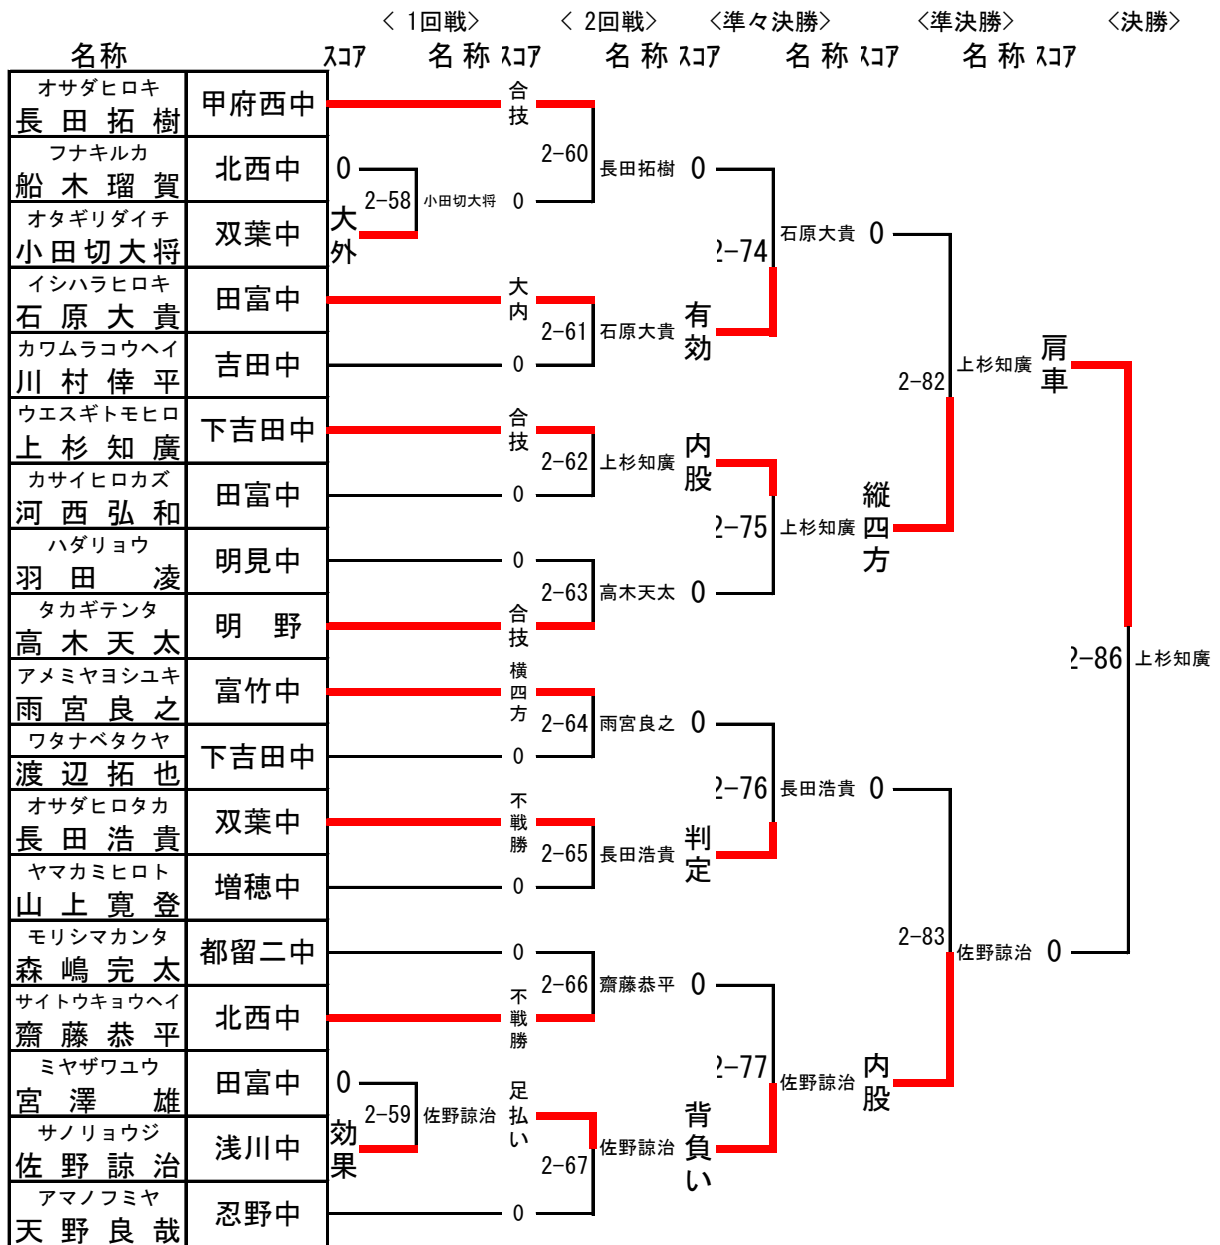 < 1回戦>
< 2回戦>
<準々決勝>
<準決勝>
<決勝>
名称 スコア 名 称 スコア 名 称 スコア 名 称 スコア 名 称 スコア
オサダヒロキ
長田拓樹 甲府西中 合技
2-60 長田拓樹 0
フナキルカ
船木瑠賀 北西中 0
2-58 小田切大将 0
オタギリダイチ
小田切大将 双葉中 大外
2-74 石原大貴 0
イシハラヒロキ
石原大貴 田富中 大内
2-61 石原大貴 有効
カワムラコウヘイ
川村倖平 吉田中 0
2-82 上杉知廣 肩車
ウエスギトモヒロ
上杉知廣 下吉田中 合技
2-62 上杉知廣 内股
カサイヒロカズ
河西弘和 田富中 0
2-75 上杉知廣 縦四方
ハダリョウ
羽田 凌 明見中 0
2-63 高木天太 0
タカギテンタ
高木天太 明 野 合技
2-86 上杉知廣
アメミヤヨシユキ
雨宮良之 富竹中 横四方
2-64 雨宮良之 0
ワタナベタクヤ
渡辺拓也 下吉田中 0
2-76 長田浩貴 0
オサダヒロタカ
長田浩貴 双葉中 不戦勝
2-65 長田浩貴 判定
ヤマカミヒロト
山上寛登 増穂中 0
2-83 佐野諒治 0
モリシマカンタ
森嶋完太 都留二中 0
2-66 齋藤恭平 0
サイトウキョウヘイ
齋藤恭平 北西中 不戦勝
2-77 佐野諒治 内股
ミヤザワユウ
宮澤 雄 田富中 0
2-59 佐野諒治 足払い
サノリョウジ
佐野諒治 浅川中 効果
2-67 佐野諒治 背負い
アマノフミヤ
天野良哉 忍野中 0